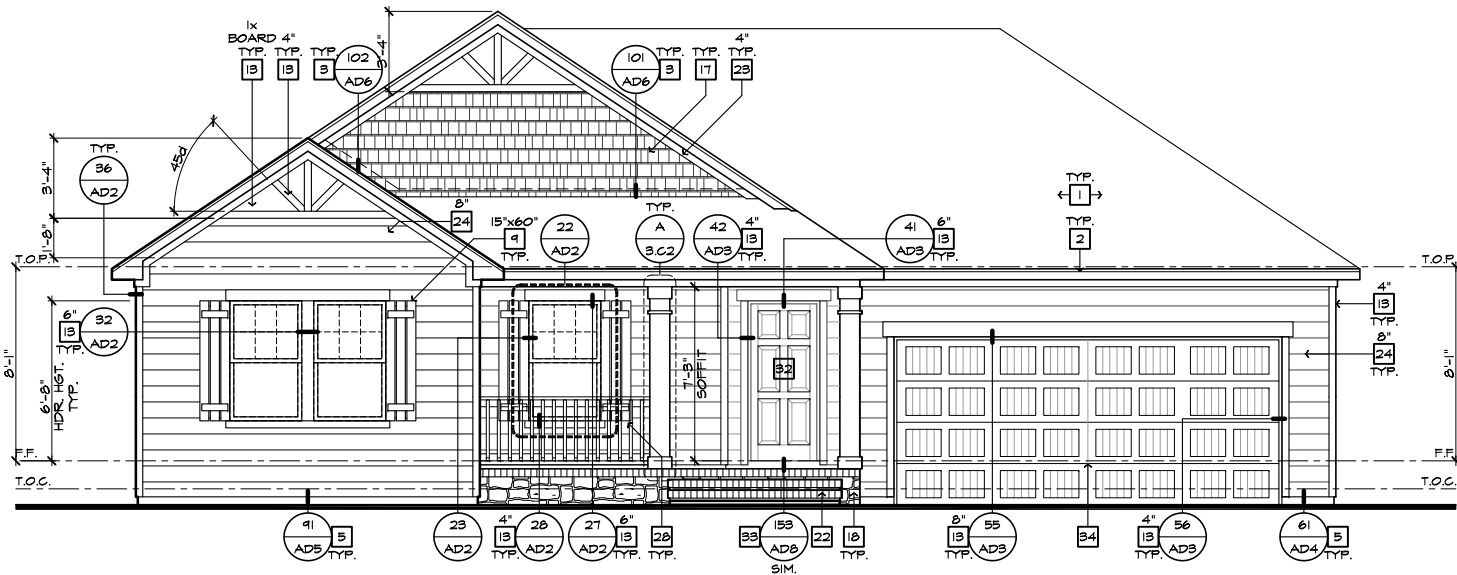 1x
BOARD 4"
TYP. TYP. TYP.
13 13 3
102
AD6
3'-4"
101
AD6
TYP. TYP.
3 17
4"
TYP.
23
45d
TYP.
36
AD2
3'-4"
1'-8"
8"
24
15"x60"
9
TYP.
22
AD2
TYP.
A
3.C2
42
AD3
4"
13
TYP.
41
AD3
6"
13
TYP.
TYP.
1
TYP.
2
T.O.P.
T.O.P.
6"
13
TYP.
32
AD2
8'-1"
6'-8"
HDR. HGT.
TYP.
7'-3"
SOFFIT
32
4"
13
TYP.
8"
24
TYP.
8'-1"
F.F.
F.F.
T.O.C.
T.O.C.
91
AD5
5
TYP.
23
AD2
4"
13
TYP.
28
AD2
27
AD2
6"
13
TYP.
28
TYP.
33
153
AD8
SIM.
22
18
TYP.
8"
13
TYP.
55
AD3
34
4"
13
TYP.
56
AD3
61
AD4
5
TYP.